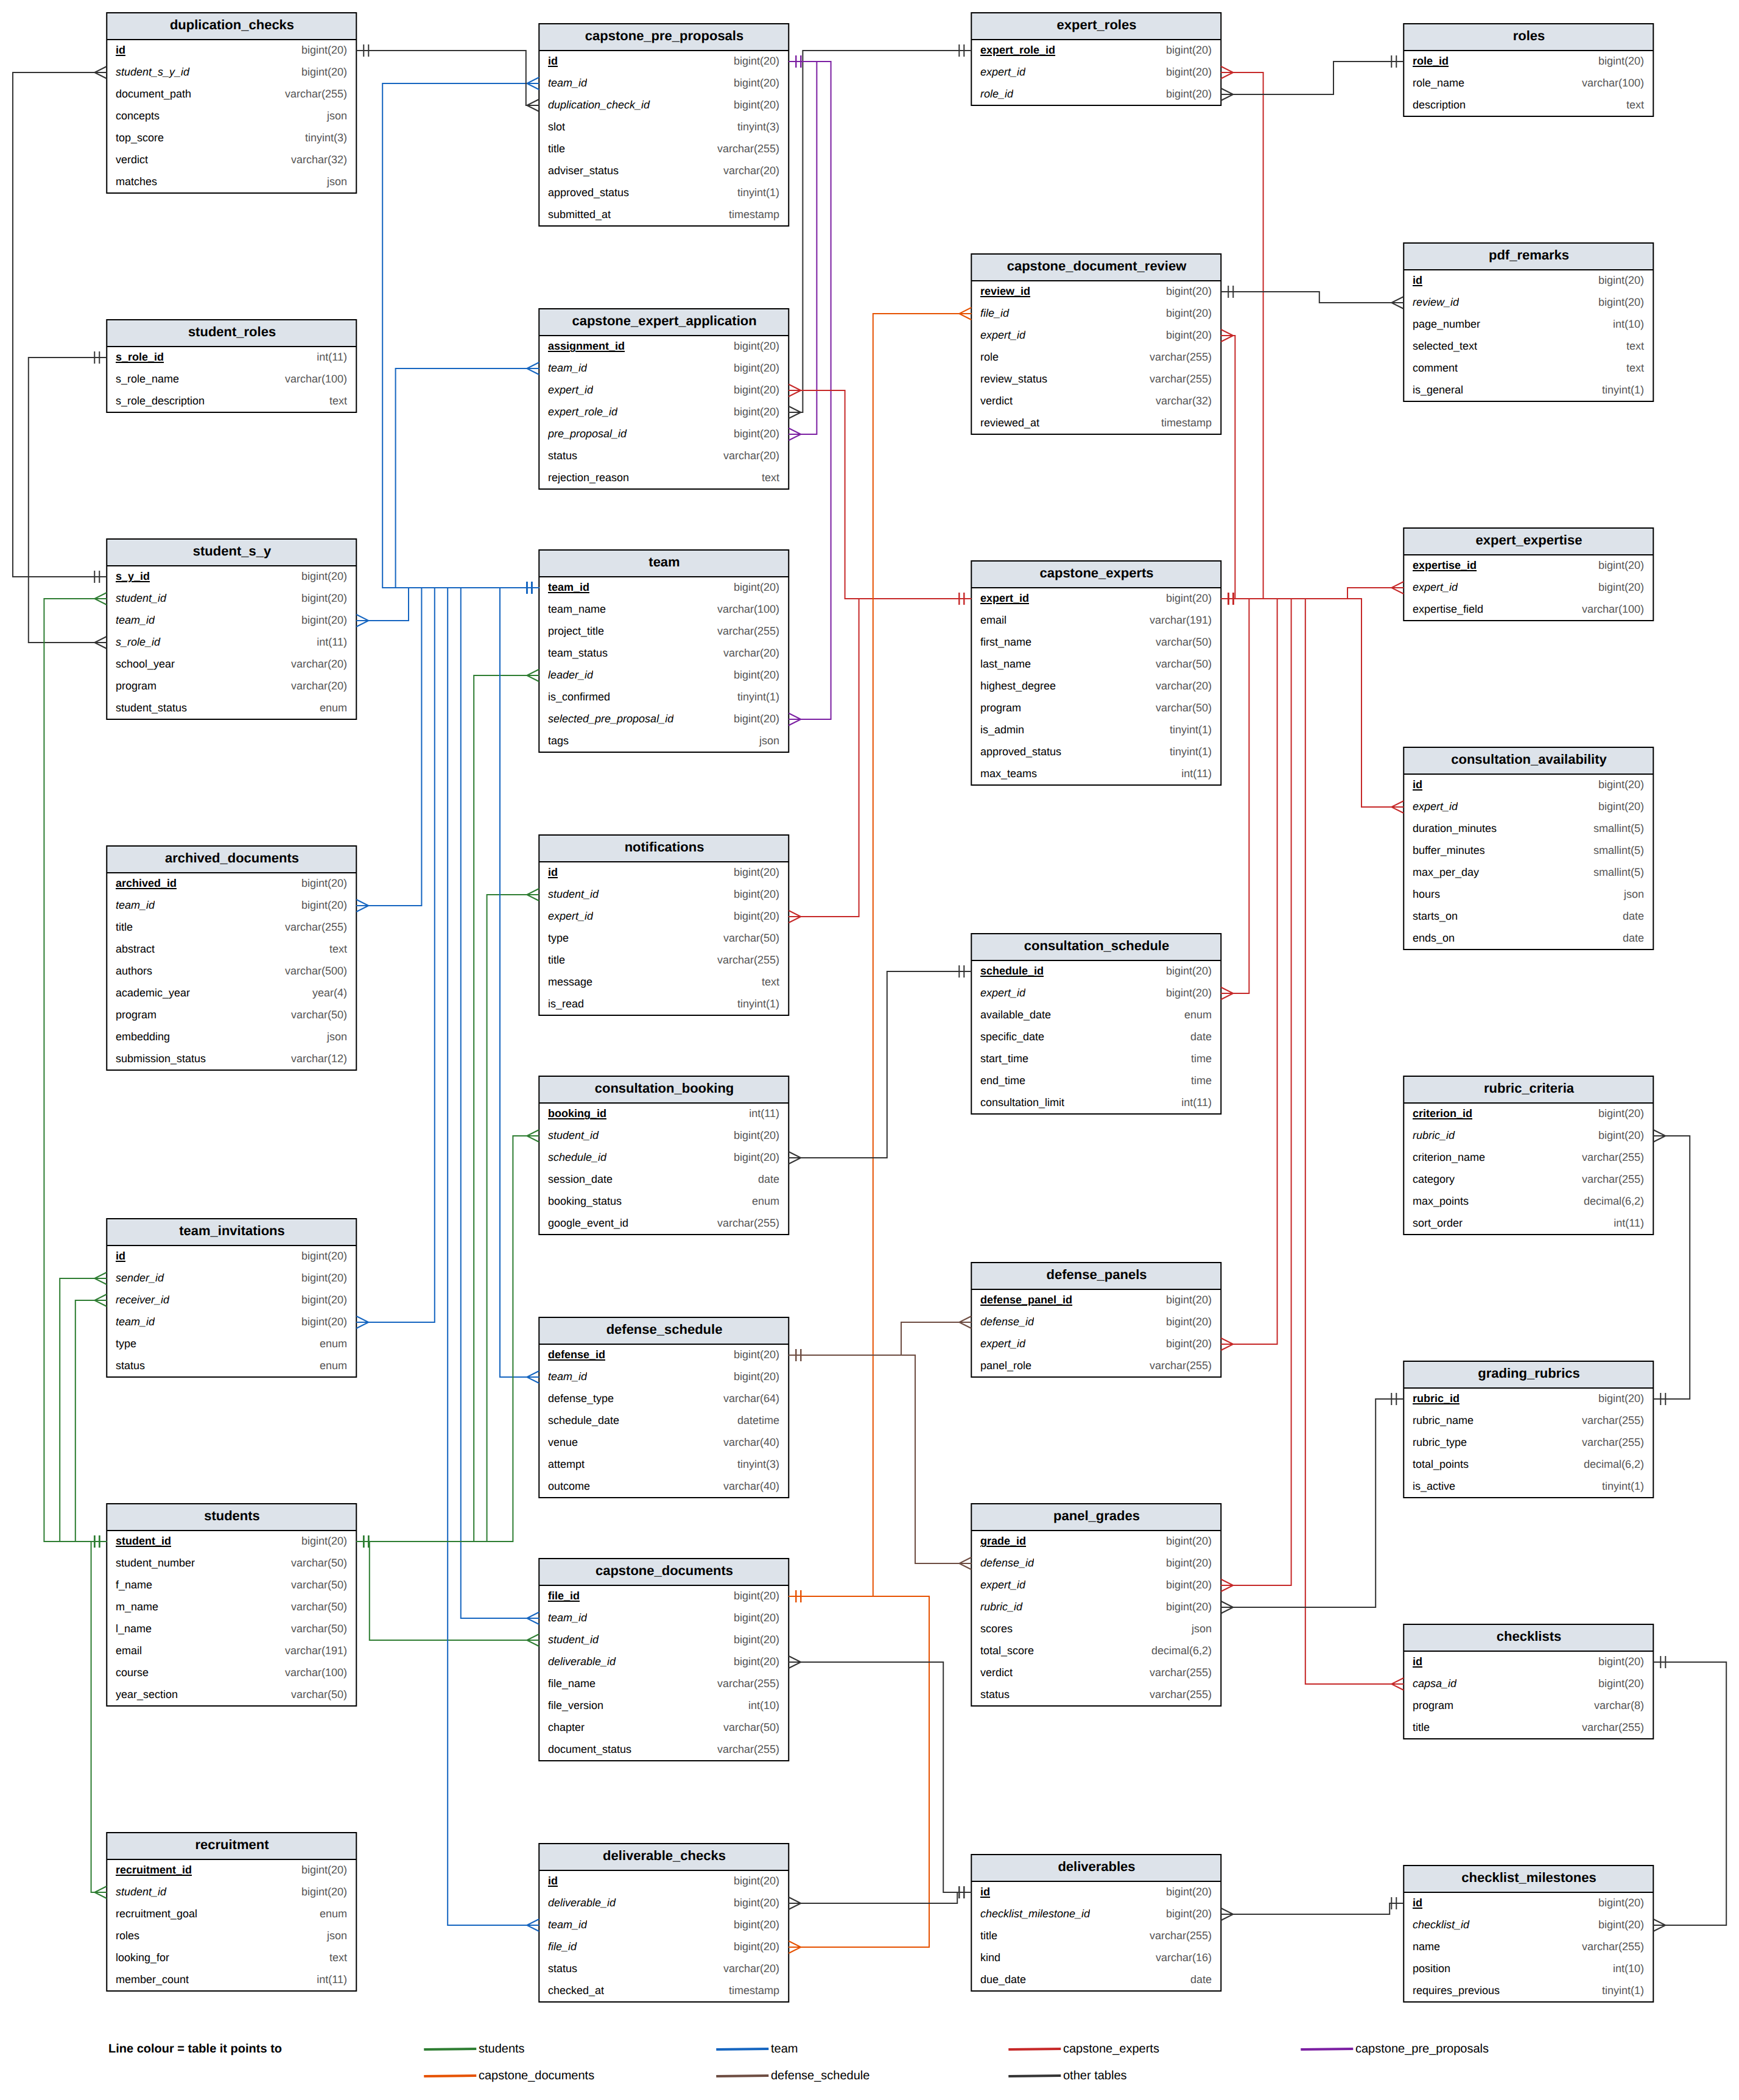 duplication_checks
id bigint(20)
student_s_y_id bigint(20)
document_path varchar(255)
concepts json
top_score tinyint(3)
verdict varchar(32)
matches json
student_roles
s_role_id int(11)
s_role_name varchar(100)
s_role_description text
student_s_y
s_y_id bigint(20)
student_id bigint(20)
team_id bigint(20)
s_role_id int(11)
school_year varchar(20)
program varchar(20)
student_status enum
archived_documents
archived_id bigint(20)
team_id bigint(20)
title varchar(255)
abstract text
authors varchar(500)
academic_year year(4)
program varchar(50)
embedding json
submission_status varchar(12)
team_invitations
id bigint(20)
sender_id bigint(20)
receiver_id bigint(20)
team_id bigint(20)
type enum
status enum
students
student_id bigint(20)
student_number varchar(50)
f_name varchar(50)
m_name varchar(50)
l_name varchar(50)
email varchar(191)
course varchar(100)
year_section varchar(50)
recruitment
recruitment_id bigint(20)
student_id bigint(20)
recruitment_goal enum
roles json
looking_for text
member_count int(11)
capstone_pre_proposals
id bigint(20)
team_id bigint(20)
duplication_check_id bigint(20)
slot tinyint(3)
title varchar(255)
adviser_status varchar(20)
approved_status tinyint(1)
submitted_at timestamp
capstone_expert_application
assignment_id bigint(20)
team_id bigint(20)
expert_id bigint(20)
expert_role_id bigint(20)
pre_proposal_id bigint(20)
status varchar(20)
rejection_reason text
team
team_id bigint(20)
team_name varchar(100)
project_title varchar(255)
team_status varchar(20)
leader_id bigint(20)
is_confirmed tinyint(1)
selected_pre_proposal_id bigint(20)
tags json
notifications
id bigint(20)
student_id bigint(20)
expert_id bigint(20)
type varchar(50)
title varchar(255)
message text
is_read tinyint(1)
consultation_booking
booking_id int(11)
student_id bigint(20)
schedule_id bigint(20)
session_date date
booking_status enum
google_event_id varchar(255)
defense_schedule
defense_id bigint(20)
team_id bigint(20)
defense_type varchar(64)
schedule_date datetime
venue varchar(40)
attempt tinyint(3)
outcome varchar(40)
capstone_documents
file_id bigint(20)
team_id bigint(20)
student_id bigint(20)
deliverable_id bigint(20)
file_name varchar(255)
file_version int(10)
chapter varchar(50)
document_status varchar(255)
deliverable_checks
id bigint(20)
deliverable_id bigint(20)
team_id bigint(20)
file_id bigint(20)
status varchar(20)
checked_at timestamp
expert_roles
expert_role_id bigint(20)
expert_id bigint(20)
role_id bigint(20)
capstone_document_review
review_id bigint(20)
file_id bigint(20)
expert_id bigint(20)
role varchar(255)
review_status varchar(255)
verdict varchar(32)
reviewed_at timestamp
capstone_experts
expert_id bigint(20)
email varchar(191)
first_name varchar(50)
last_name varchar(50)
highest_degree varchar(20)
program varchar(50)
is_admin tinyint(1)
approved_status tinyint(1)
max_teams int(11)
consultation_schedule
schedule_id bigint(20)
expert_id bigint(20)
available_date enum
specific_date date
start_time time
end_time time
consultation_limit int(11)
defense_panels
defense_panel_id bigint(20)
defense_id bigint(20)
expert_id bigint(20)
panel_role varchar(255)
panel_grades
grade_id bigint(20)
defense_id bigint(20)
expert_id bigint(20)
rubric_id bigint(20)
scores json
total_score decimal(6,2)
verdict varchar(255)
status varchar(255)
deliverables
id bigint(20)
checklist_milestone_id bigint(20)
title varchar(255)
kind varchar(16)
due_date date
roles
role_id bigint(20)
role_name varchar(100)
description text
pdf_remarks
id bigint(20)
review_id bigint(20)
page_number int(10)
selected_text text
comment text
is_general tinyint(1)
expert_expertise
expertise_id bigint(20)
expert_id bigint(20)
expertise_field varchar(100)
consultation_availability
id bigint(20)
expert_id bigint(20)
duration_minutes smallint(5)
buffer_minutes smallint(5)
max_per_day smallint(5)
hours json
starts_on date
ends_on date
rubric_criteria
criterion_id bigint(20)
rubric_id bigint(20)
criterion_name varchar(255)
category varchar(255)
max_points decimal(6,2)
sort_order int(11)
grading_rubrics
rubric_id bigint(20)
rubric_name varchar(255)
rubric_type varchar(255)
total_points decimal(6,2)
is_active tinyint(1)
checklists
id bigint(20)
capsa_id bigint(20)
program varchar(8)
title varchar(255)
checklist_milestones
id bigint(20)
checklist_id bigint(20)
name varchar(255)
position int(10)
requires_previous tinyint(1)
Line colour = table it points to
students
team
capstone_experts
capstone_pre_proposals
capstone_documents
defense_schedule
other tables